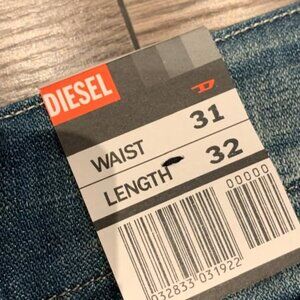 DIESEL
WAIST 31
LENGTH 32
00000
032833 031922